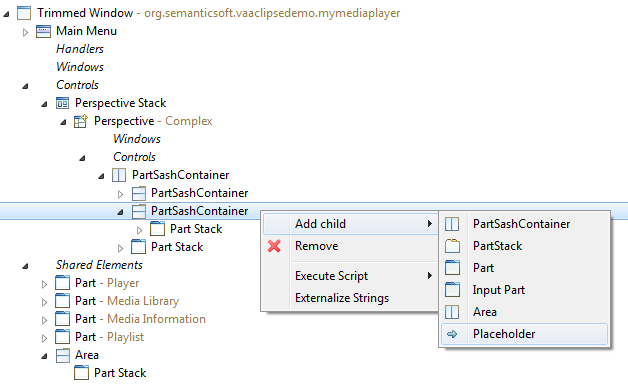 Trimmed Window - org.semanticsoft.vaaclipsedemo.mymediaplayer
Main Menu
Handlers
Windows
Controls
Perspective Stack
Perspective - Complex
Windows
Controls
PartSashContainer
PartSashContainer
PartSashContainer
Part Stack
Part Stack
Shared Elements
Part - Player
Part - Media Library
Part - Media Information
Part - Playlist
Area
Part Stack
Add child
Remove
Execute Script
Externalize Strings
PartSashContainer
PartStack
Part
Input Part
Area
Placeholder